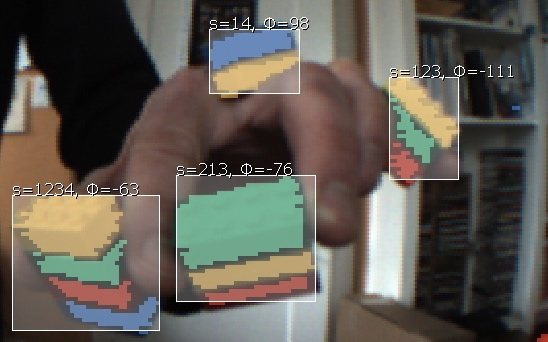 s=14, Φ=98
s=123, Φ=-111
s=213, Φ=-76
s=1234, Φ=-63